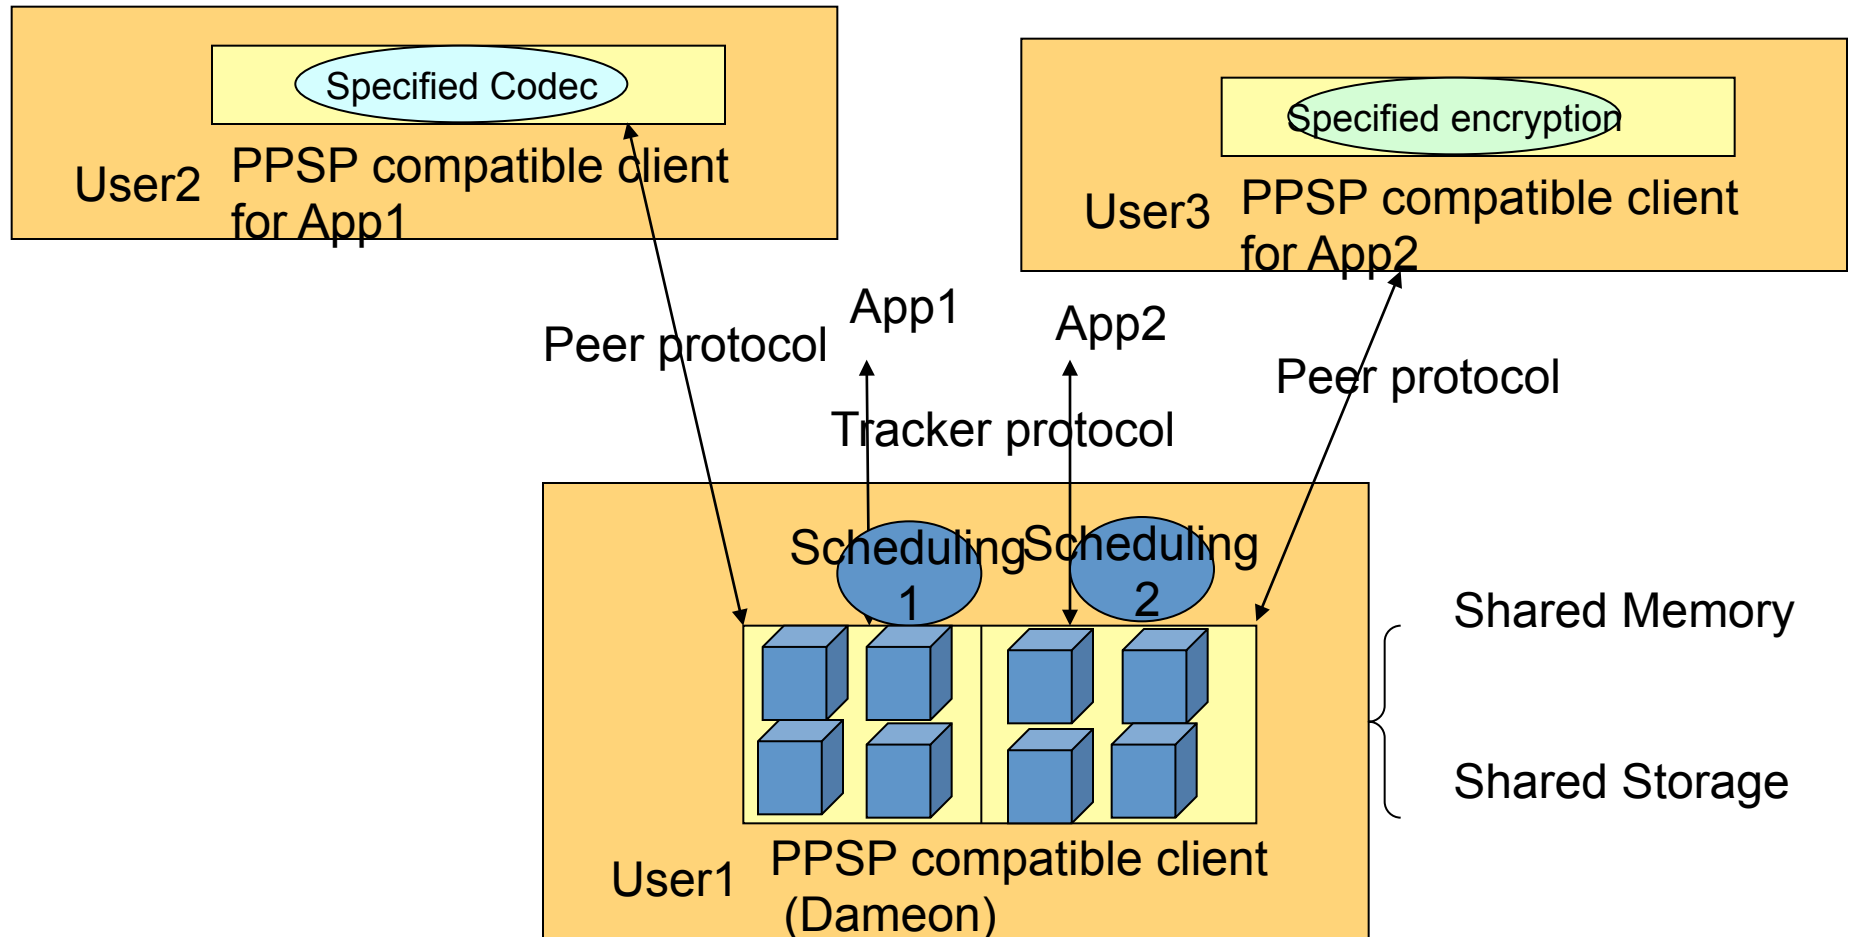 Specified Codec
User2
PPSP compatible client
for App1
Specified encryption
User3
PPSP compatible client
for App2
App1
App2
Peer protocol
Peer protocol
Tracker protocol
Scheduling
1
Scheduling
2
Shared Memory
Shared Storage
User1
PPSP compatible client
(Dameon)